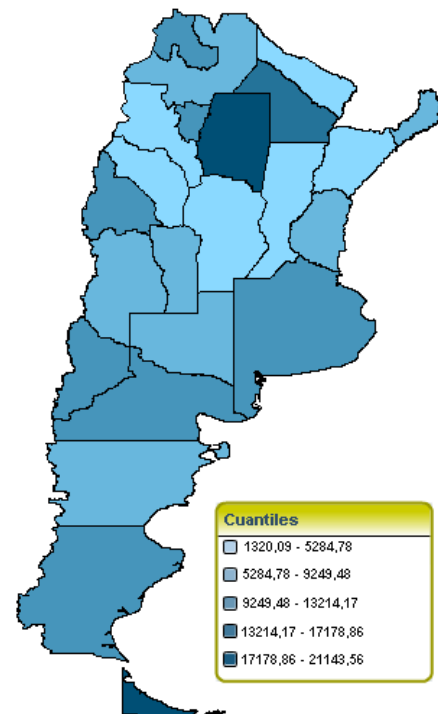 Cuantiles
1320,09 - 5284,78
5284,78 - 9249,48
9249,48 - 13214,17
13214,17 - 17178,86
17178,86 - 21143,56